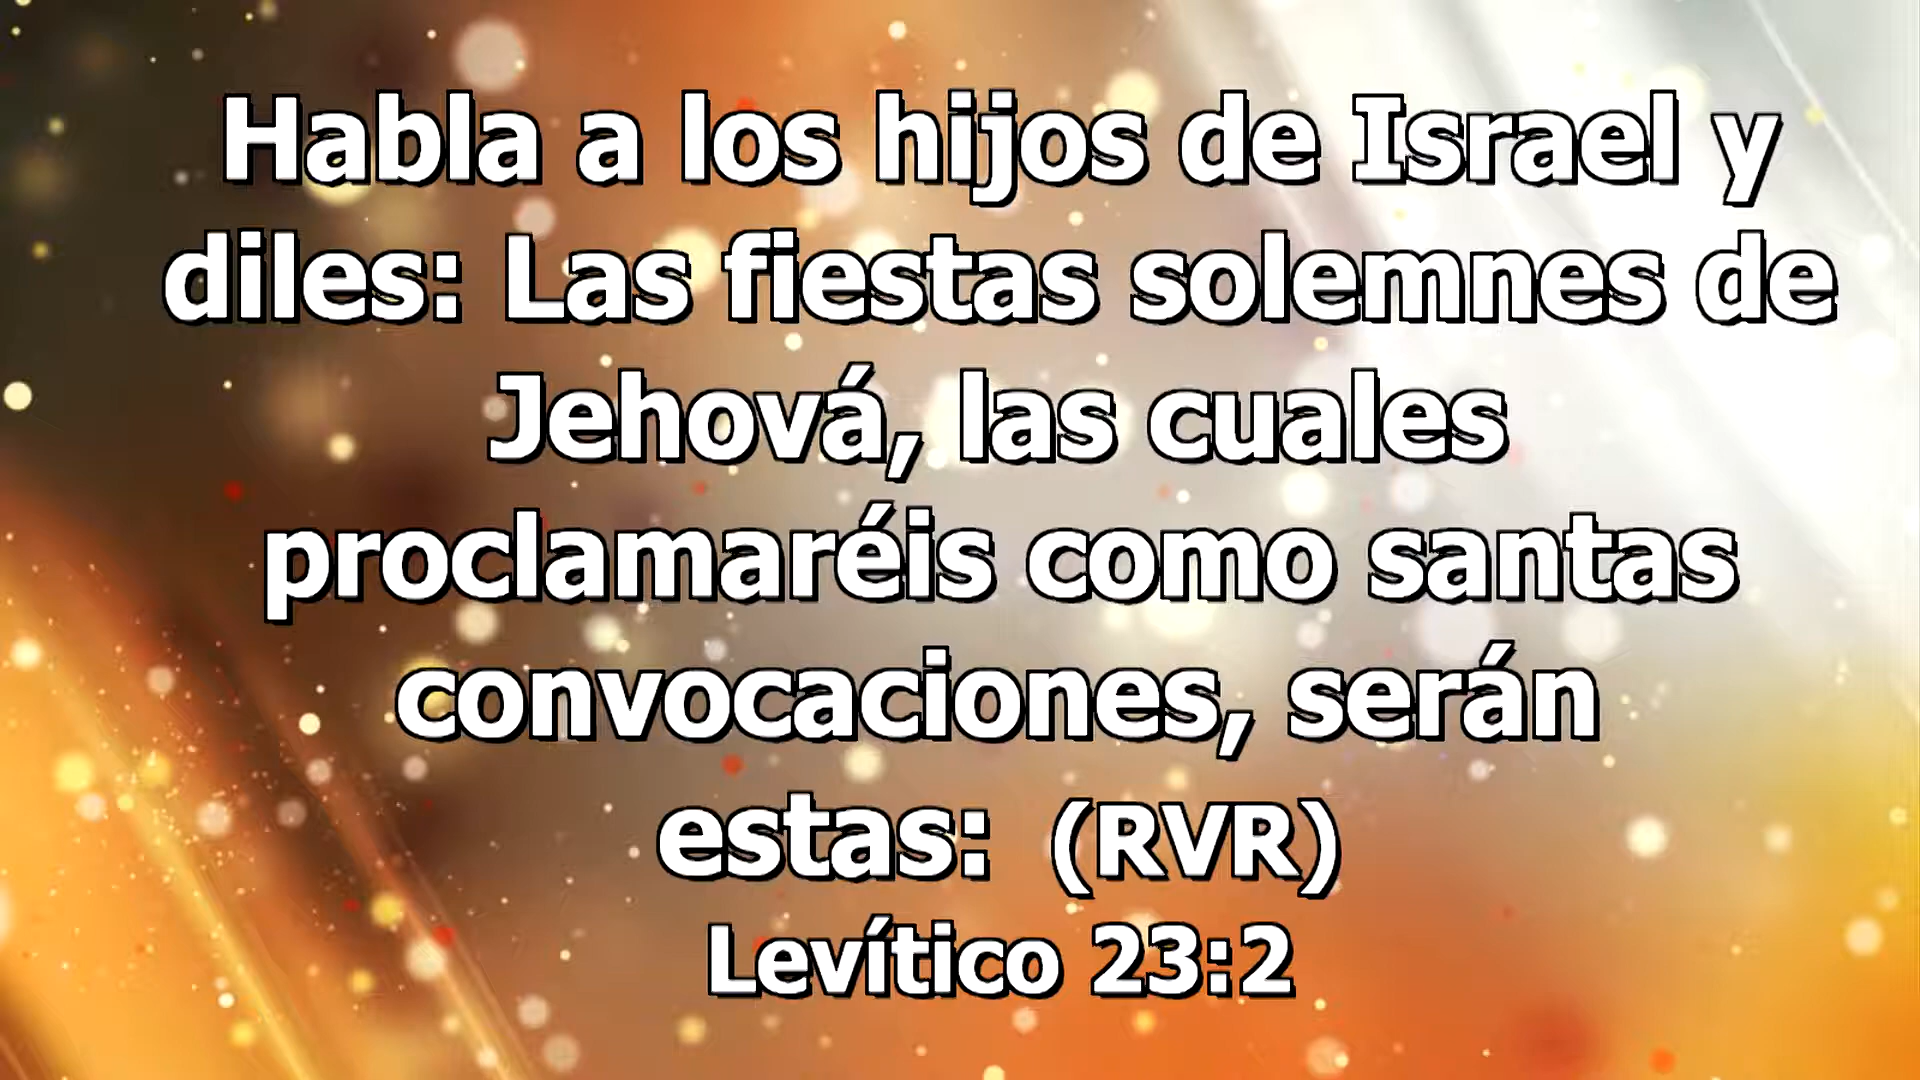 Habla a los hijos de Israel y
diles: Las fiestas solemnes de
Jehová, las cuales
proclamaréis como santas
convocaciones, serán
estas:  (RVR)
Levítico 23:2